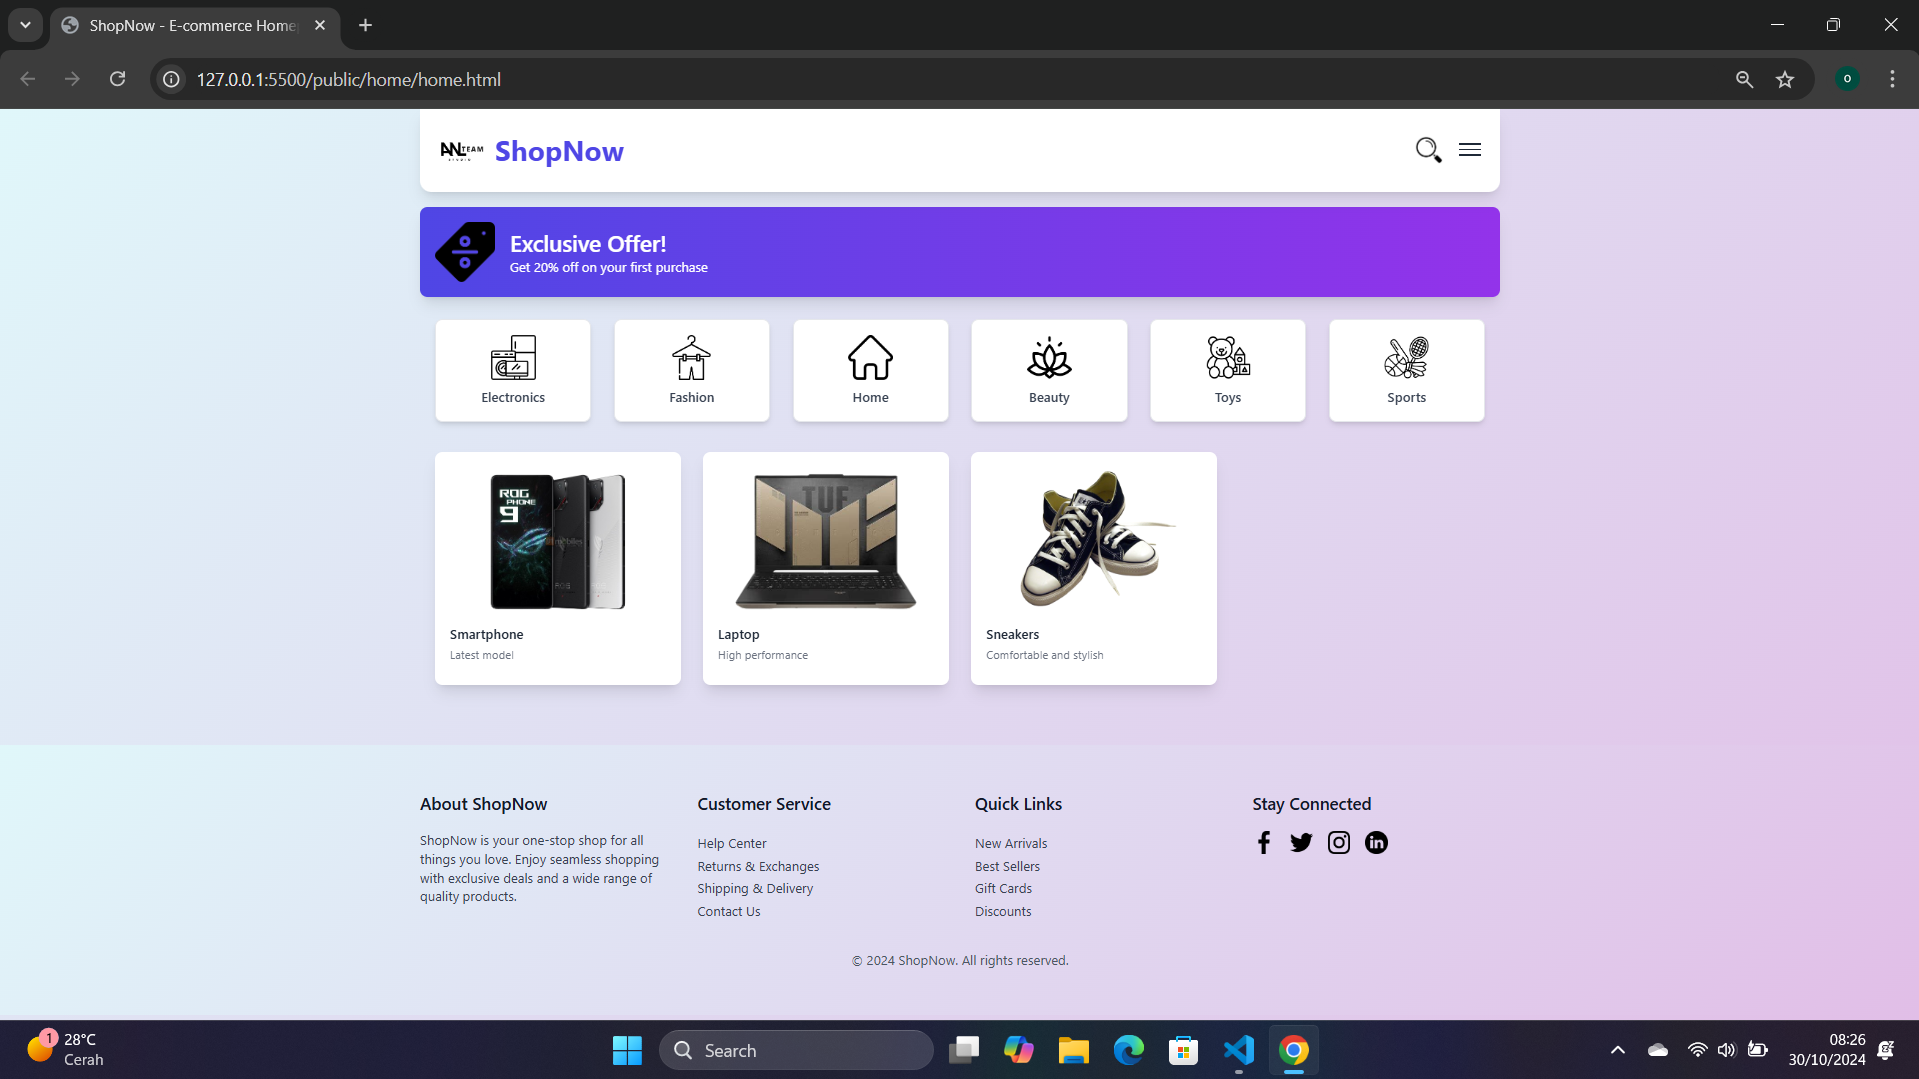 ShopNow - E-commerce Home
127.0.0.1:5500/public/home/home.html
ANL TEAM
STUDIO
ShopNow
Exclusive Offer!
Get 20% off on your first purchase
Electronics
Fashion
Home
Beauty
Toys
Sports
ROG
PHONE
9
TUF
Smartphone
Latest model
Laptop
High performance
Sneakers
Comfortable and stylish
About ShopNow
ShopNow is your one-stop shop for all
things you love. Enjoy seamless shopping
with exclusive deals and a wide range of
quality products.
Customer Service
Help Center
Returns & Exchanges
Shipping & Delivery
Contact Us
Quick Links
New Arrivals
Best Sellers
Gift Cards
Discounts
Stay Connected
© 2024 ShopNow. All rights reserved.
1
28°C
Cerah
Search
08:26
30/10/2024